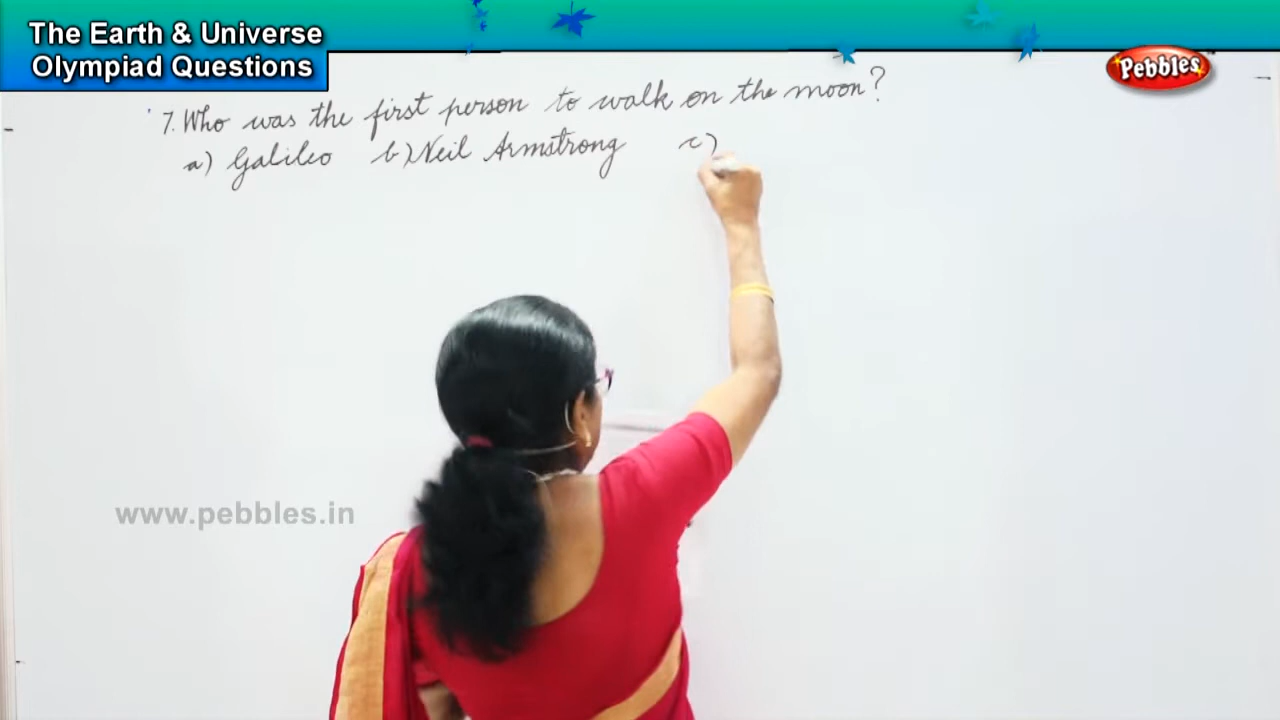 The Earth & Universe
Olympiad Questions
Pebbles
7. Who was the first person to walk on the moon?
a) Galileo b) Neil Armstrong c)
www.pebbles.in